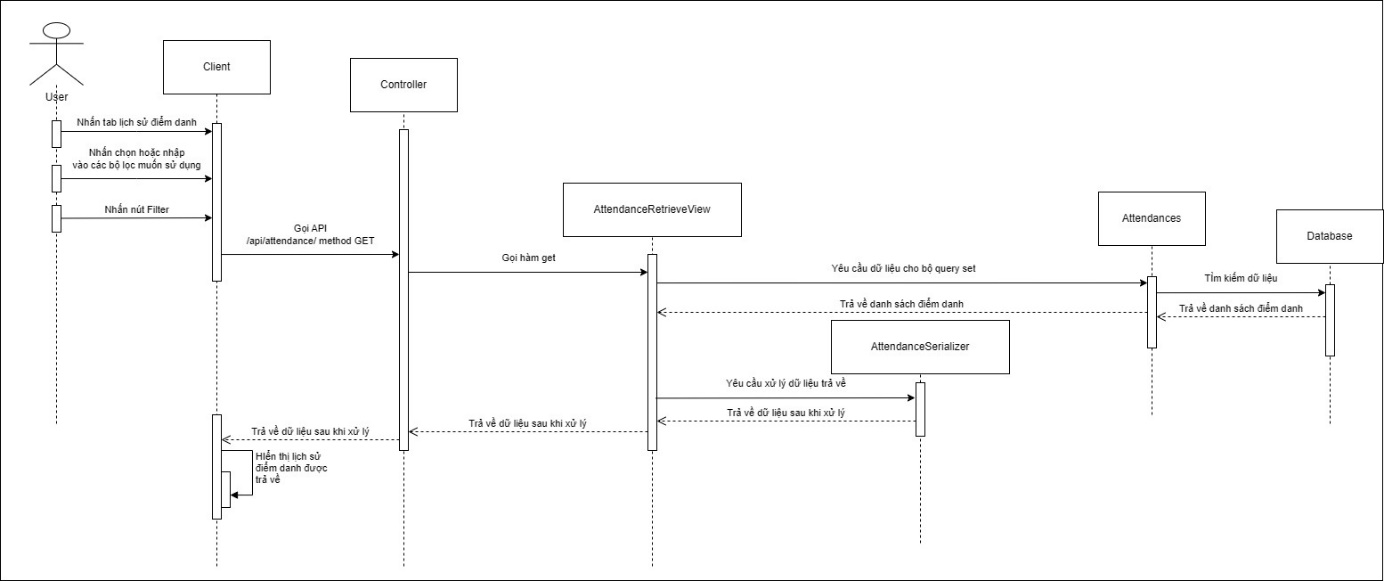 User
Client
Controller
Nhấn tab lịch sử điểm danh
Nhấn chọn hoặc nhập
vào các bộ lọc muốn sử dụng
Nhấn nút Filter
AttendanceRetrieveView
Attendances
Database
Gọi API
/api/attendance/ method GET
Gọi hàm get
Yêu cầu dữ liệu cho bộ query set
Tìm kiếm dữ liệu
Trả về danh sách điểm danh
Trả về danh sách điểm danh
AttendanceSerializer
Yêu cầu xử lý dữ liệu trả về
Trả về dữ liệu sau khi xử lý
Trả về dữ liệu sau khi xử lý
Trả về dữ liệu sau khi xử lý
Hiển thị lịch sử
điểm danh được
trả về